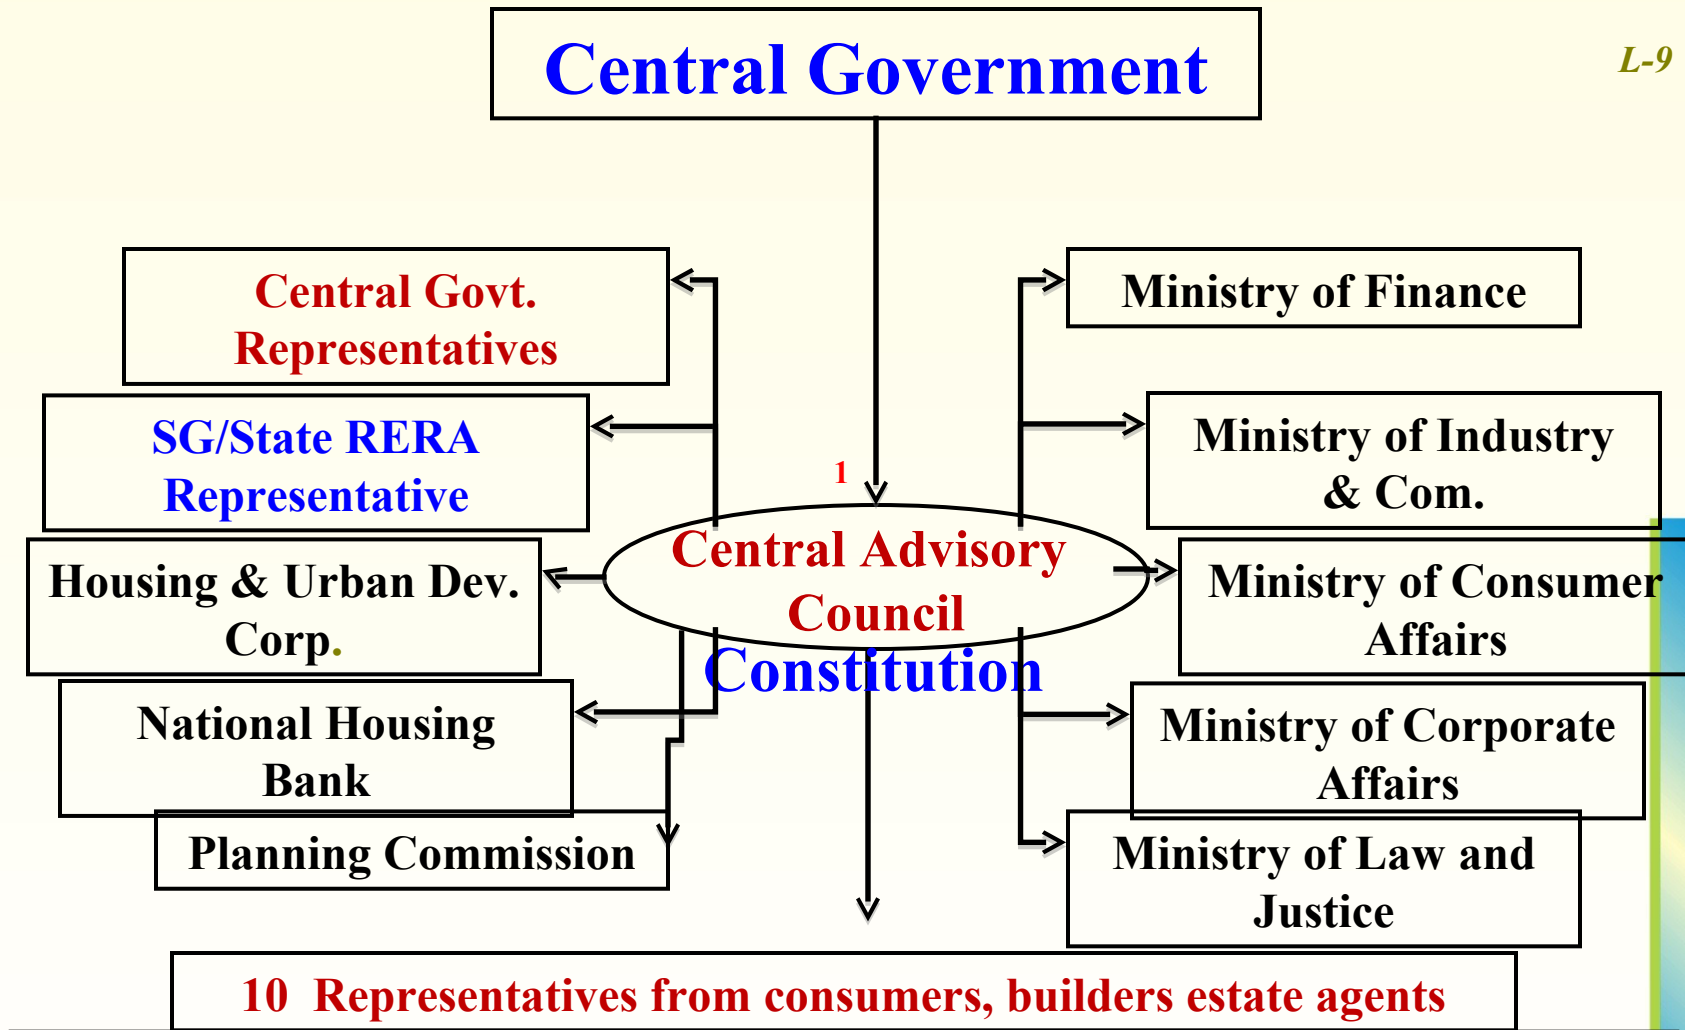 Central Government
L-9
Central Govt.
Representatives
Ministry of Finance
SG/State RERA
Representative
Ministry of Industry
& Com.
1
Central Advisory
Council
Constitution
Housing & Urban Dev.
Corp.
Ministry of Consumer
Affairs
National Housing
Bank
Ministry of Corporate
Affairs
Planning Commission
Ministry of Law and
Justice
10  Representatives from consumers, builders estate agents